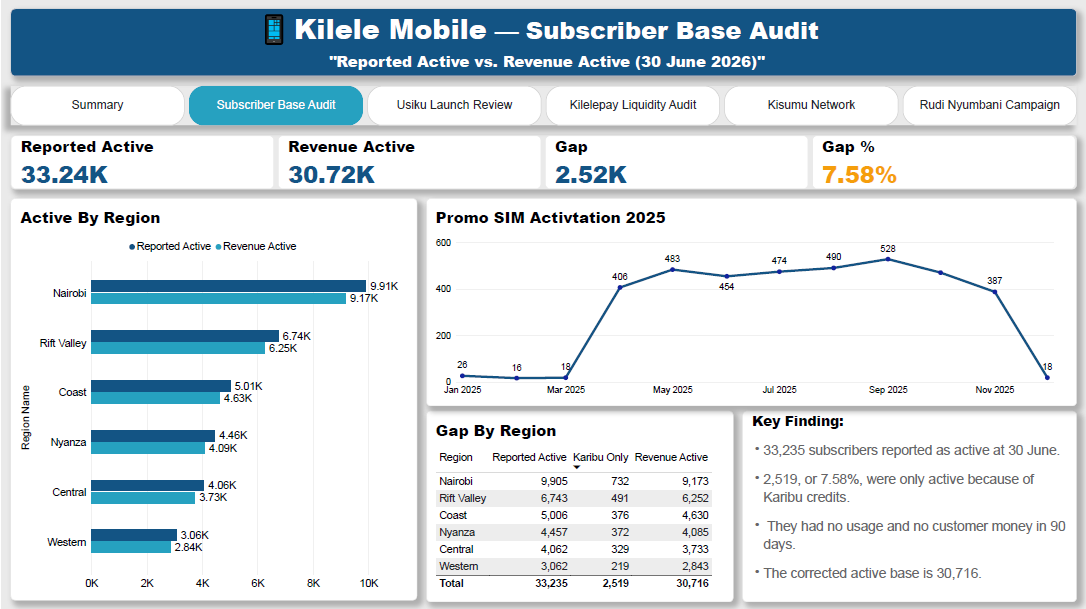 Kilele Mobile — Subscriber Base Audit
"Reported Active vs. Revenue Active (30 June 2026)"
Summary
Subscriber Base Audit
Usiku Launch Review
Kilelepay Liquidity Audit
Kisumu Network
Rudi Nyumbani Campaign
Reported Active
33.24K
Revenue Active
30.72K
Gap
2.52K
Gap %
7.58%
Active By Region
Reported Active Revenue Active
Region Name
Nairobi 9.91K
9.17K
Rift Valley 6.74K
6.25K
Coast 5.01K
4.63K
Nyanza 4.46K
4.09K
Central 4.06K
3.73K
Western 3.06K
2.84K
0K 2K 4K 6K 8K 10K
Promo SIM Activtation 2025
600
400
200
0
26 16 18 406 483 454 474 490 528 387 18
Jan 2025 Mar 2025 May 2025 Jul 2025 Sep 2025 Nov 2025
Gap By Region
Region Reported Active Karibu Only Revenue Active
Nairobi 9,905 732 9,173
Rift Valley 6,743 491 6,252
Coast 5,006 376 4,630
Nyanza 4,457 372 4,085
Central 4,062 329 3,733
Western 3,062 219 2,843
Total 33,235 2,519 30,716
Key Finding:
• 33,235 subscribers reported as active at 30 June.
• 2,519, or 7.58%, were only active because of
Karibu credits.
• They had no usage and no customer money in 90
days.
• The corrected active base is 30,716.